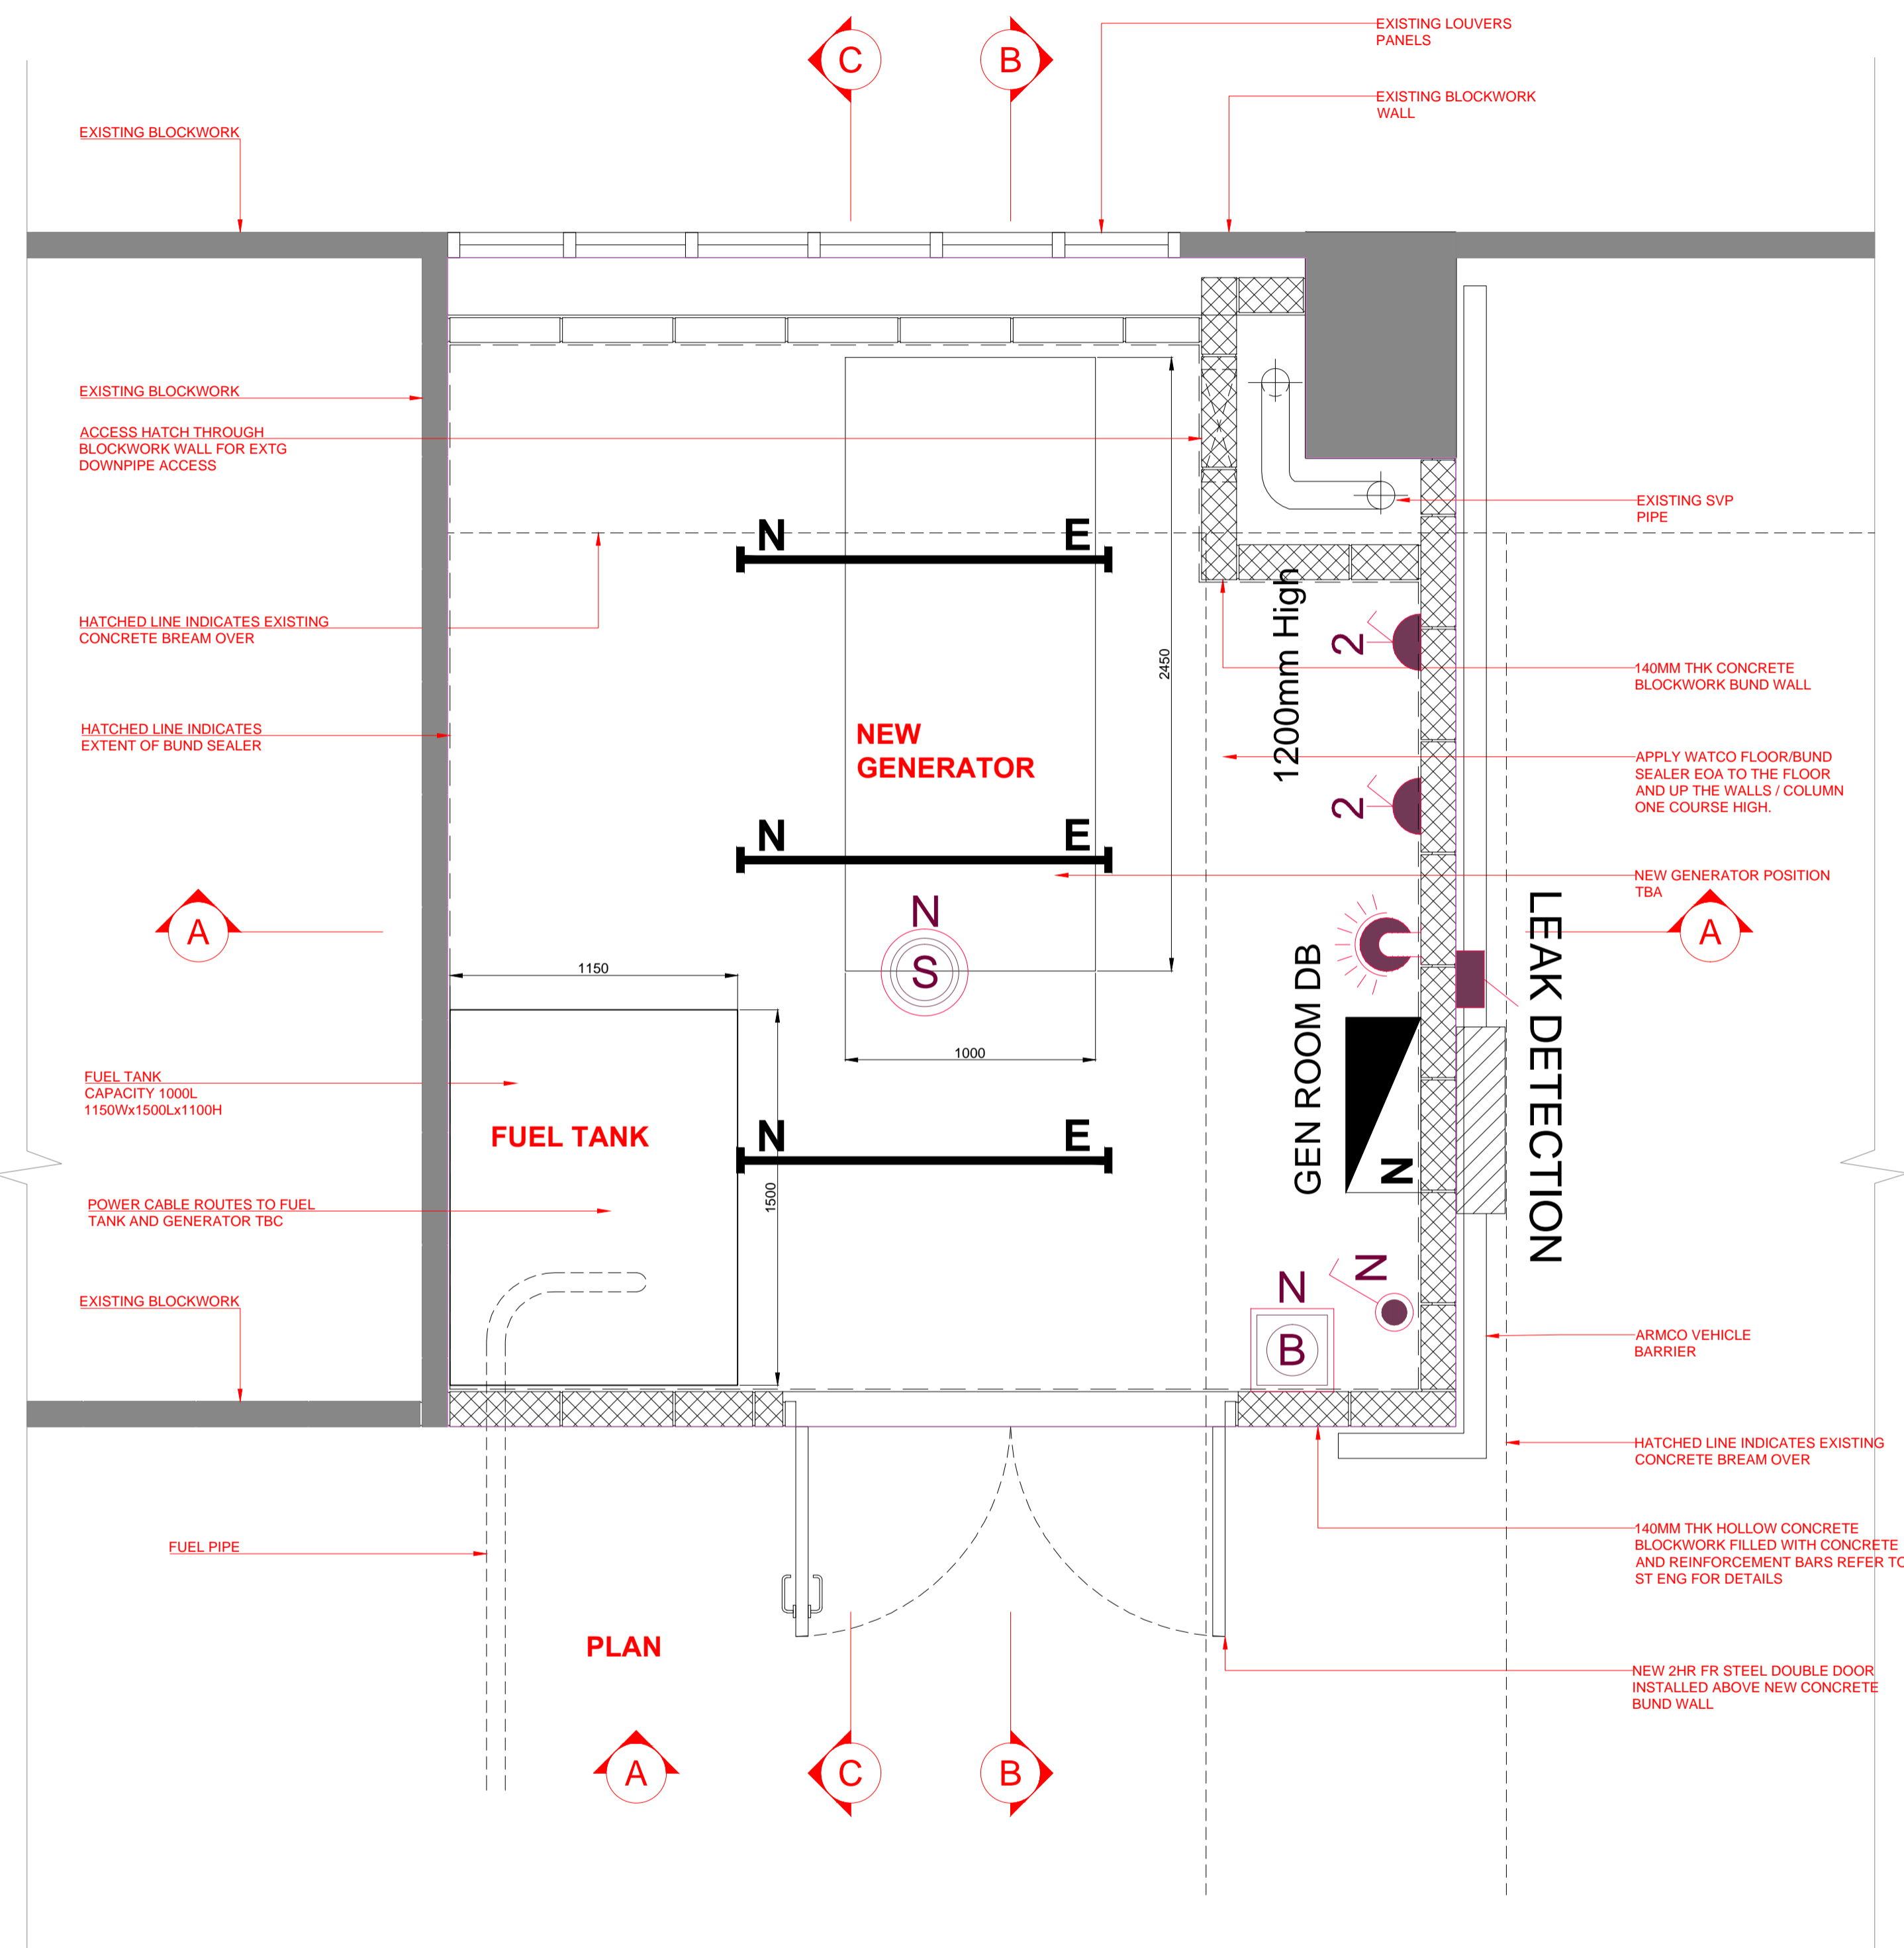 C
B
EXISTING LOUVERS
PANELS
EXISTING BLOCKWORK
WALL
EXISTING BLOCKWORK
EXISTING BLOCKWORK
ACCESS HATCH THROUGH
BLOCKWORK WALL FOR EXTG
DOWNPIPE ACCESS
EXISTING SVP
PIPE
N
E
HATCHED LINE INDICATES EXISTING
CONCRETE BREAM OVER
1200mm High
2
2450
140MM THK CONCRETE
BLOCKWORK BUND WALL
HATCHED LINE INDICATES
EXTENT OF BUND SEALER
NEW
GENERATOR
APPLY WATCO FLOOR/BUND
SEALER EOA TO THE FLOOR
AND UP THE WALLS / COLUMN
ONE COURSE HIGH.
2
N
E
NEW GENERATOR POSITION
TBA
A
N
S
A
LEAK DETECTION
GEN ROOM DB
1150
1000
FUEL TANK
CAPACITY 1000L
1150Wx1500Lx1100H
FUEL TANK
N
E
N
1500
POWER CABLE ROUTES TO FUEL
TANK AND GENERATOR TBC
EXISTING BLOCKWORK
N
N
B
ARMCO VEHICLE
BARRIER
HATCHED LINE INDICATES EXISTING
CONCRETE BREAM OVER
FUEL PIPE
140MM THK HOLLOW CONCRETE
BLOCKWORK FILLED WITH CONCRETE
AND REINFORCEMENT BARS REFER TO
ST ENG FOR DETAILS
PLAN
NEW 2HR FR STEEL DOUBLE DOOR
INSTALLED ABOVE NEW CONCRETE
BUND WALL
A
C
B